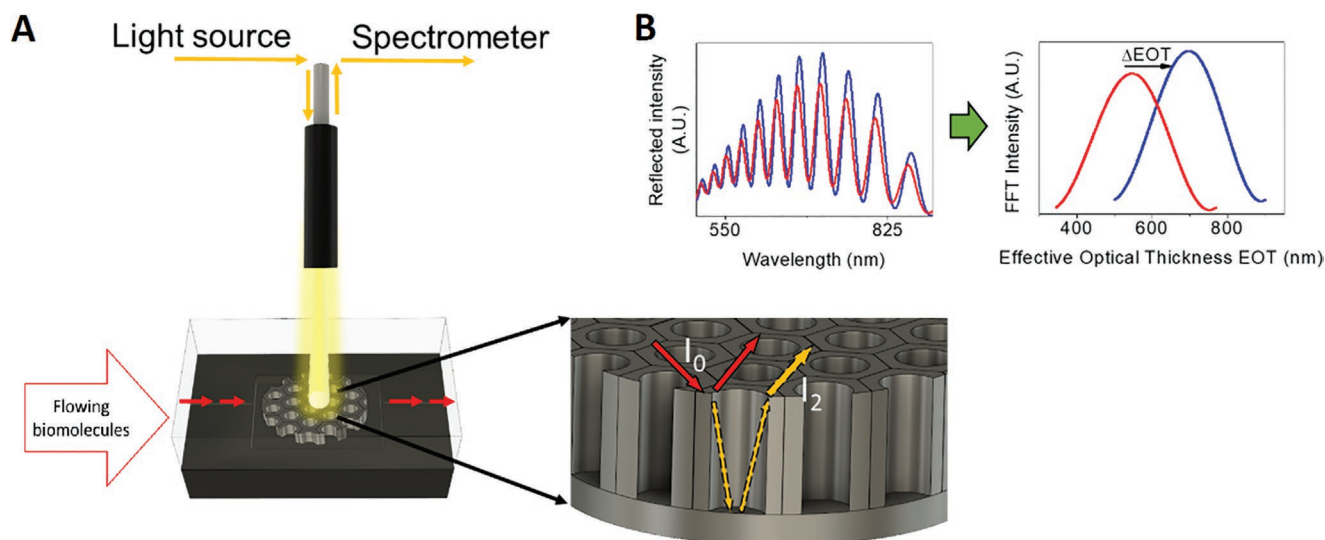 A
Light source
Spectrometer
Flowing
biomolecules
I0
I2
B
Reflected intensity
(A.U.)
550
825
Wavelength (nm)
ΔEOT
FFT Intensity (A.U.)
400
600
800
Effective Optical Thickness EOT (nm)